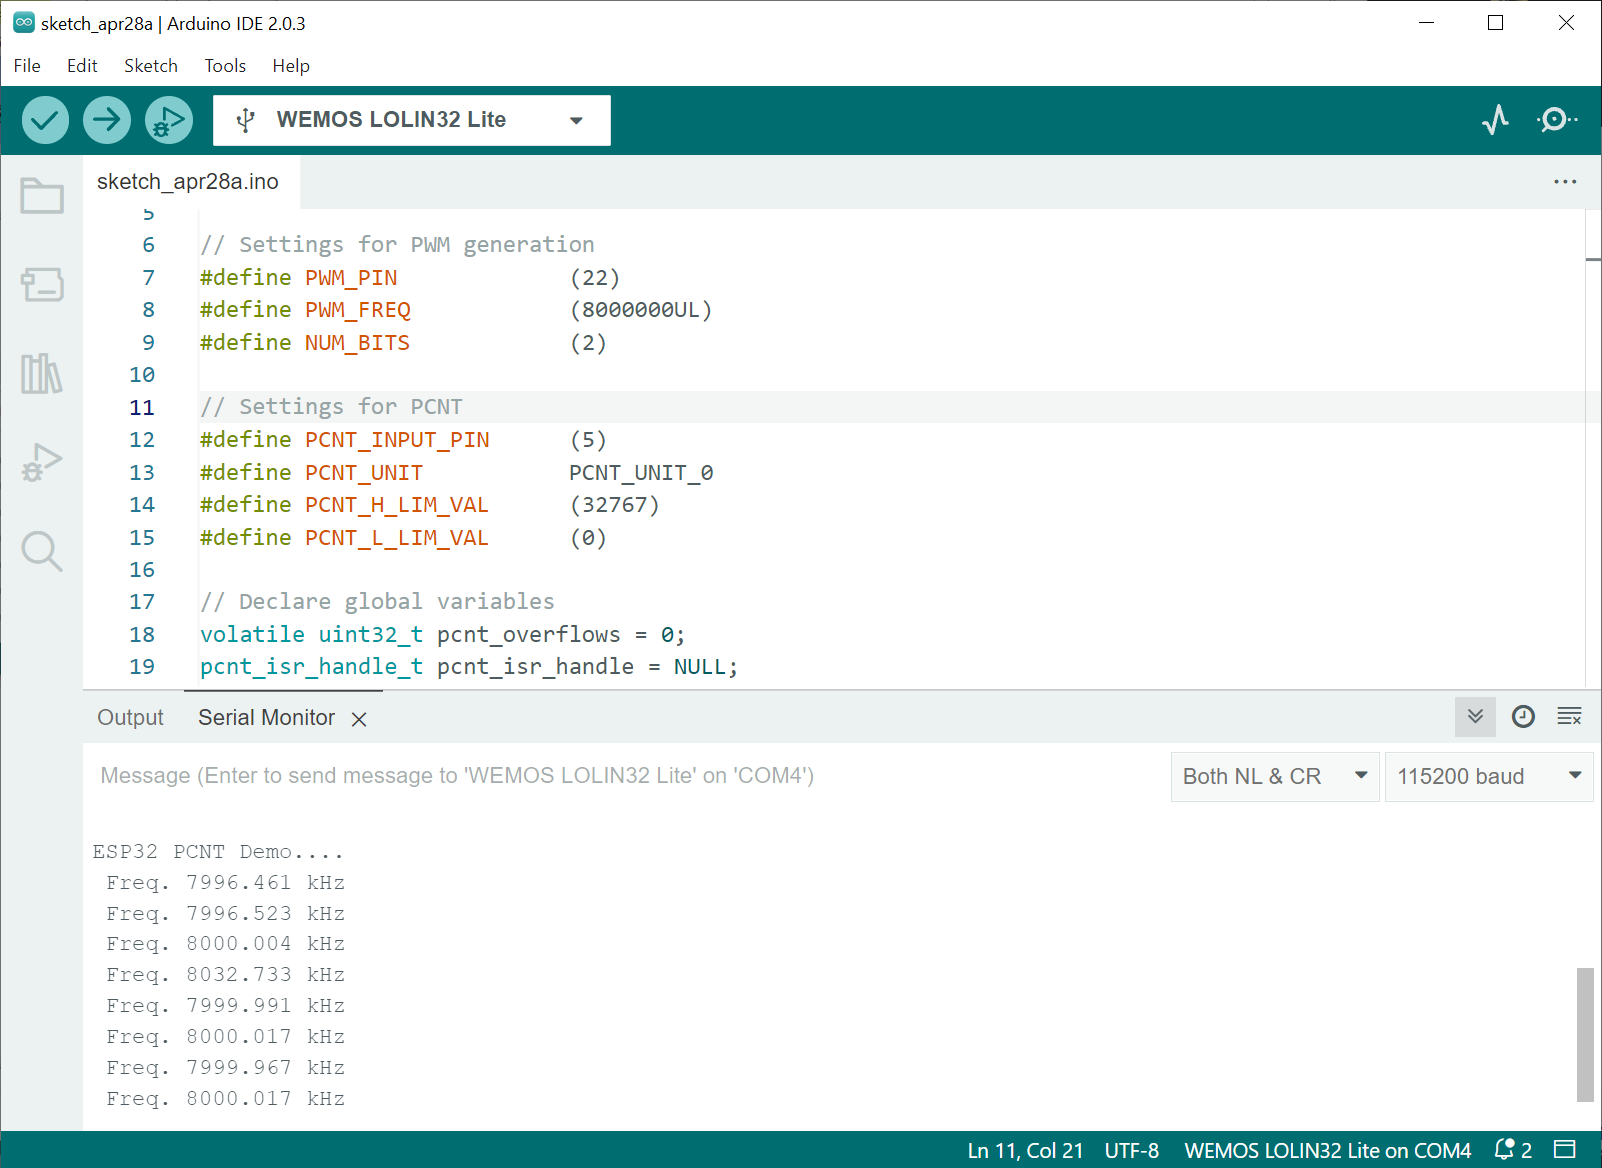 sketch_apr28a | Arduino IDE 2.0.3
File Edit Sketch Tools Help
WEMOS LOLIN32 Lite
sketch_apr28a.ino
5
6 // Settings for PWM generation
7 #define PWM_PIN (22)
8 #define PWM_FREQ (8000000UL)
9 #define NUM_BITS (2)
10
11 // Settings for PCNT
12 #define PCNT_INPUT_PIN (5)
13 #define PCNT_UNIT PCNT_UNIT_0
14 #define PCNT_H_LIM_VAL (32767)
15 #define PCNT_L_LIM_VAL (0)
16
17 // Declare global variables
18 volatile uint32_t pcnt_overflows = 0;
19 pcnt_isr_handle_t pcnt_isr_handle = NULL;
Output Serial Monitor
Message (Enter to send message to 'WEMOS LOLIN32 Lite' on 'COM4') Both NL & CR 115200 baud
ESP32 PCNT Demo....
Freq. 7996.461 kHz
Freq. 7996.523 kHz
Freq. 8000.004 kHz
Freq. 8032.733 kHz
Freq. 7999.991 kHz
Freq. 8000.017 kHz
Freq. 7999.967 kHz
Freq. 8000.017 kHz
Ln 11, Col 21 UTF-8 WEMOS LOLIN32 Lite on COM4 2